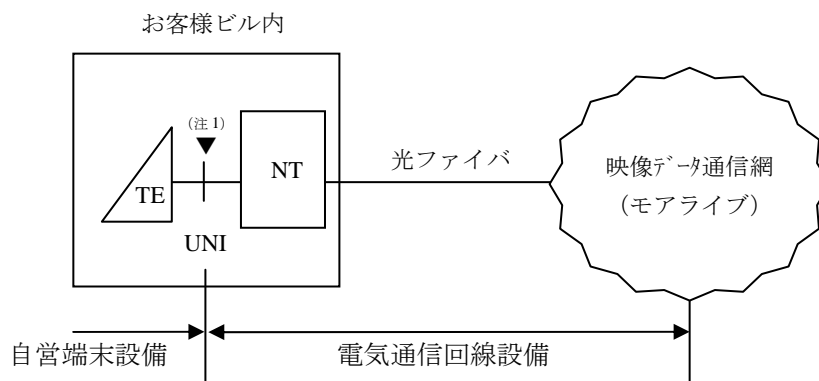 お客様ビル内
(注1)
TE
NT
UNI
光ファイバ
映像データ通信網
(モアライブ)
自営端末設備
電気通信回線設備